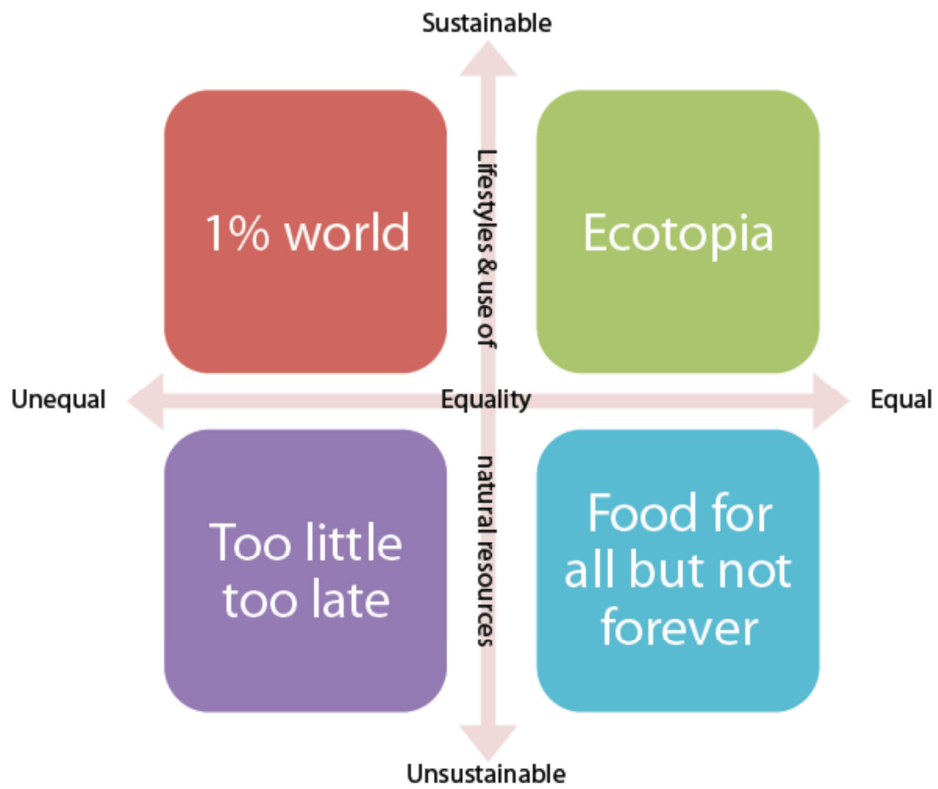 Sustainable
1% world
Lifestyles & use of
Ecotopia
Unequal
Equality
Equal
Too little
too late
natural resources
Food for
all but not
forever
Unsustainable